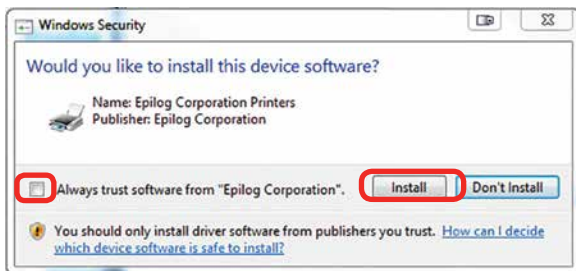 Windows Security
Would you like to install this device software?
Name: Epilog Corporation Printers
Publisher: Epilog Corporation
Always trust software from "Epilog Corporation".
Install
Don't Install
You should only install driver software from publishers you trust. How can I decide
which device software is safe to install?